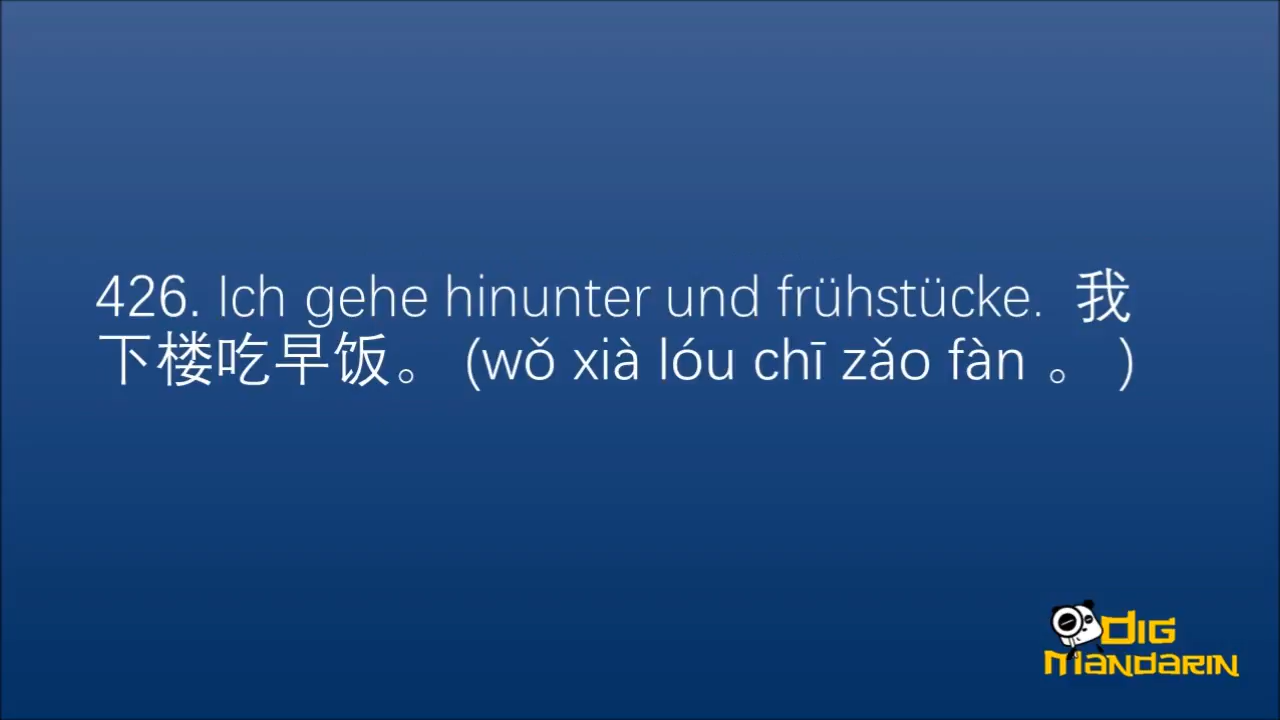 426. Ich gehe hinunter und frühstücke.  我
下楼吃早饭。 (wǒ xià lóu chī zǎo fàn 。 )
DIG
MANDARIN